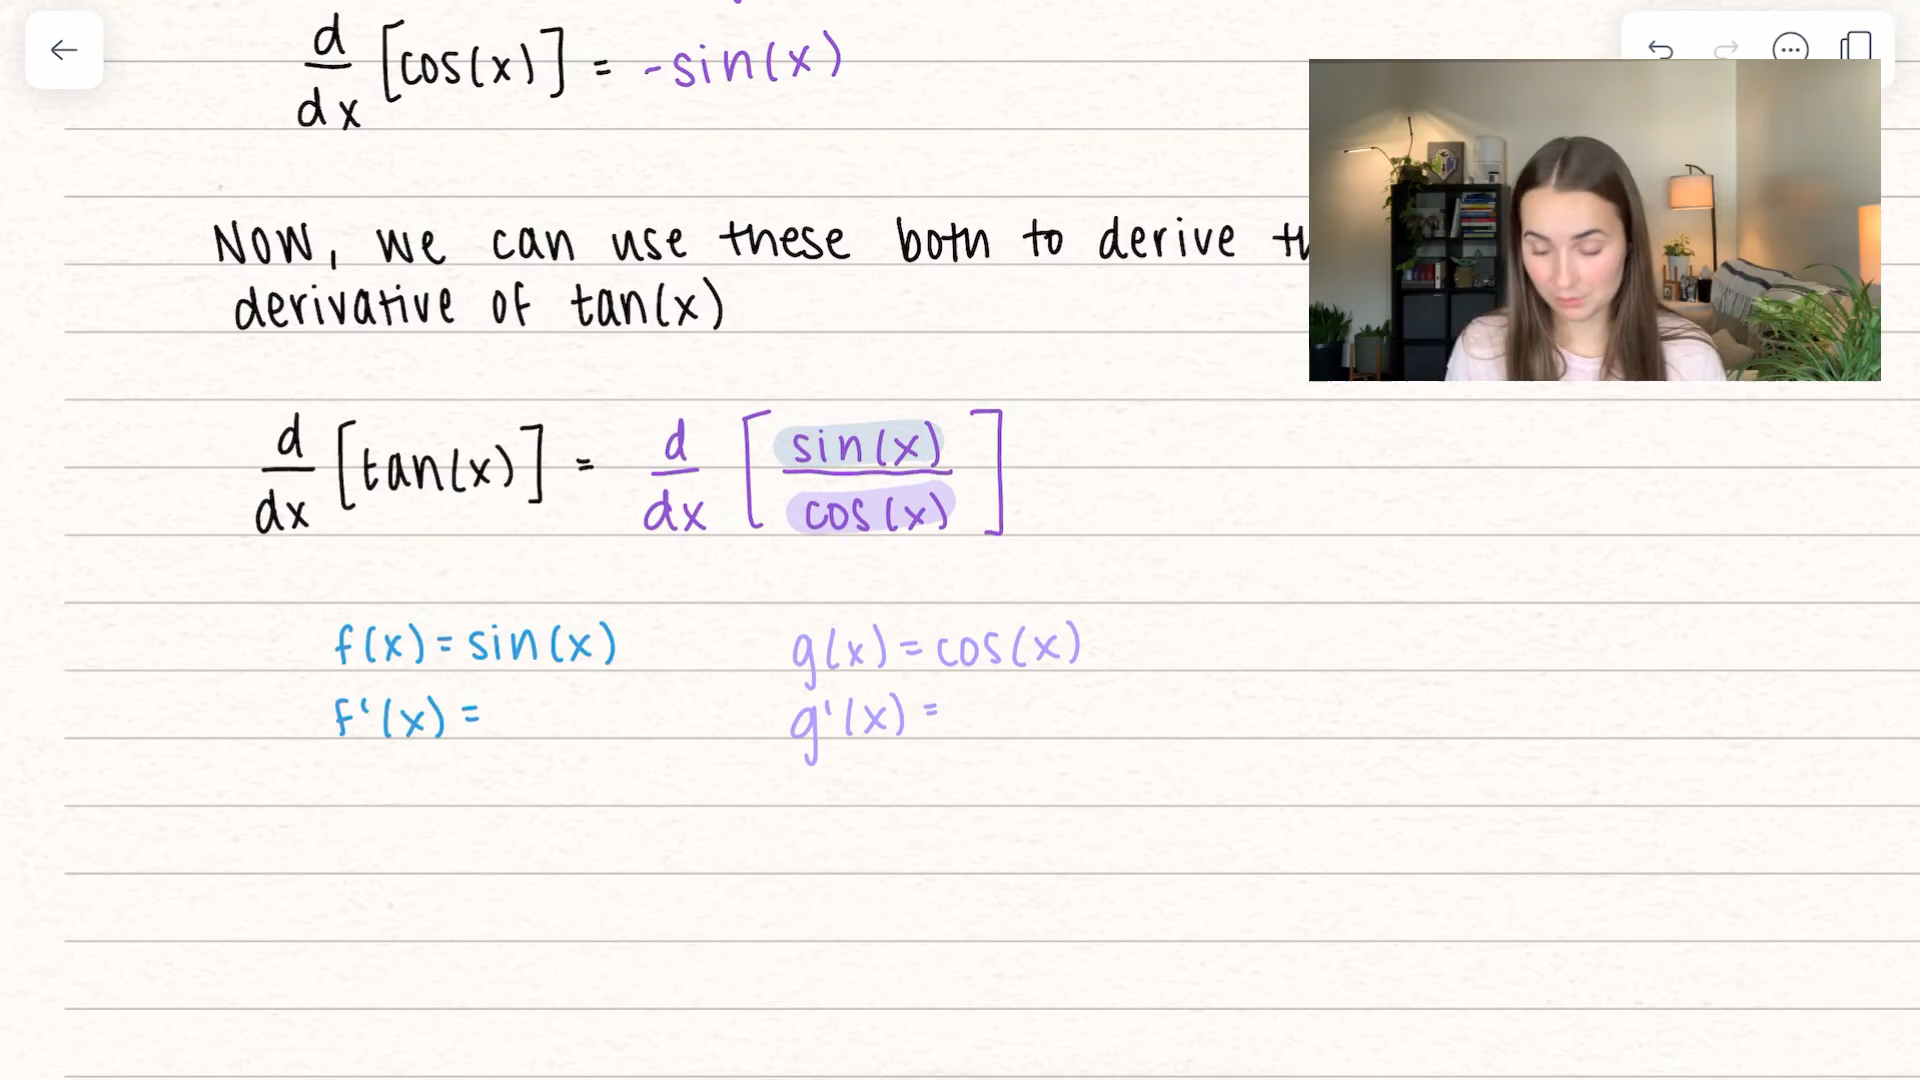 d/dx [cos(x)] = -sin(x)
Now, we can use these both to derive
derivative of tan(x)
d/dx [tan(x)] = d/dx [sin(x)/cos(x)]
f(x) = sin(x) g(x) = cos(x)
f'(x) = g'(x) =